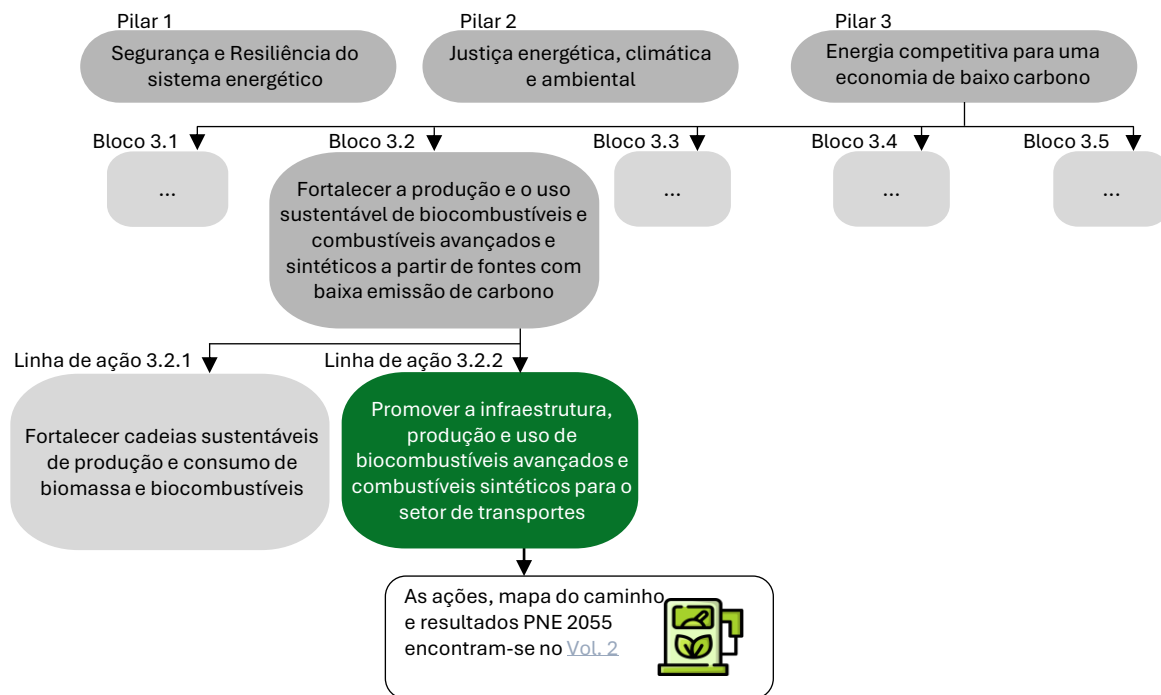 Pilar 1
Segurança e Resiliência do
sistema energético
Pilar 2
Justiça energética, climática
e ambiental
Pilar 3
Energia competitiva para uma
economia de baixo carbono
Bloco 3.1
...
Bloco 3.2
Fortalecer a produção e o uso
sustentável de biocombustíveis e
combustíveis avançados e
sintéticos a partir de fontes com
baixa emissão de carbono
Bloco 3.3
...
Bloco 3.4
...
Bloco 3.5
...
Linha de ação 3.2.1
Fortalecer cadeias sustentáveis
de produção e consumo de
biomassa e biocombustíveis
Linha de ação 3.2.2
Promover a infraestrutura,
produção e uso de
biocombustíveis avançados e
combustíveis sintéticos para o
setor de transportes
As ações, mapa do caminho
e resultados PNE 2055
encontram-se no Vol. 2